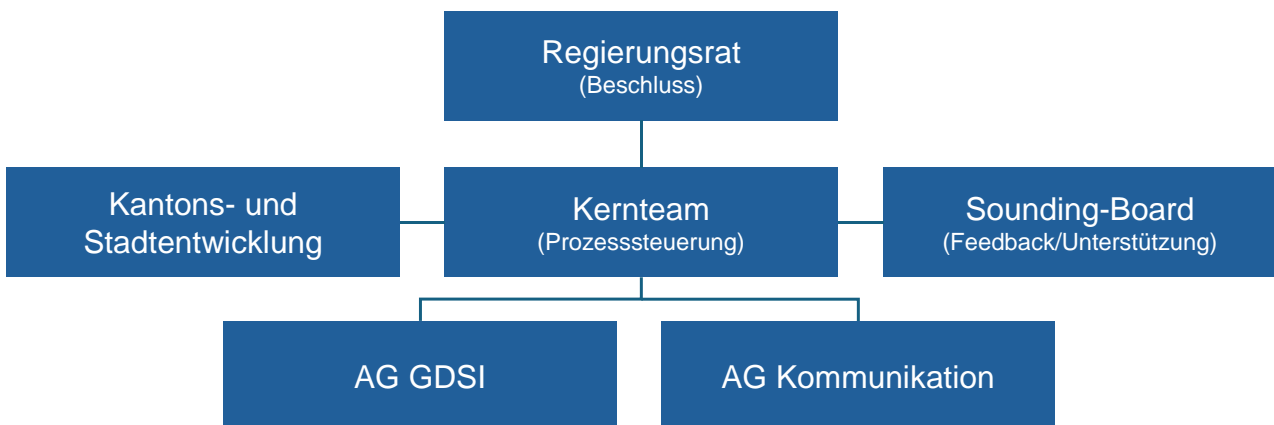 Regierungsrat
(Beschluss)
Kantons- und
Stadtentwicklung
Kernteam
(Prozesssteuerung)
Sounding-Board
(Feedback/Unterstützung)
AG GDSI
AG Kommunikation